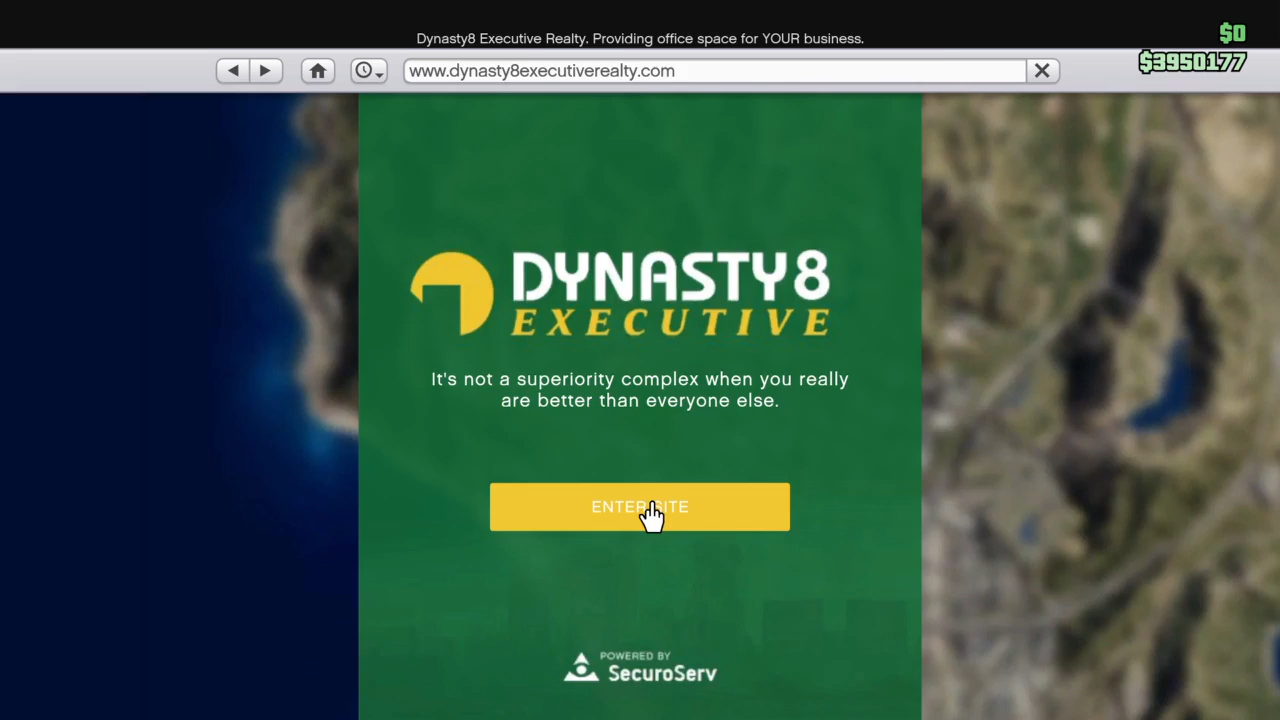 Dynasty8 Executive Realty. Providing office space for YOUR business.
$0
www.dynasty8executiverealty.com
$3950177
DYNASTY8
EXECUTIVE
It's not a superiority complex when you really
are better than everyone else.
ENTER SITE
POWERED BY
SecuroServ